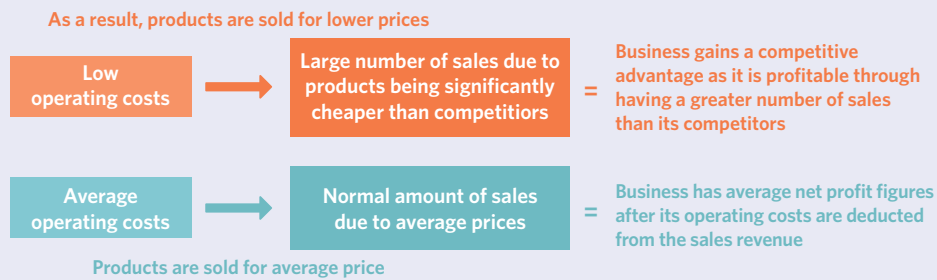 As a result, products are sold for lower prices
Low
operating costs
Large number of sales due to
products being significantly
cheaper than competitiors
=
Business gains a competitive
advantage as it is profitable through
having a greater number of sales
than its competitors
Average
operating costs
Normal amount of sales
due to average prices
=
Business has average net profit figures
after its operating costs are deducted
from the sales revenue
Products are sold for average price